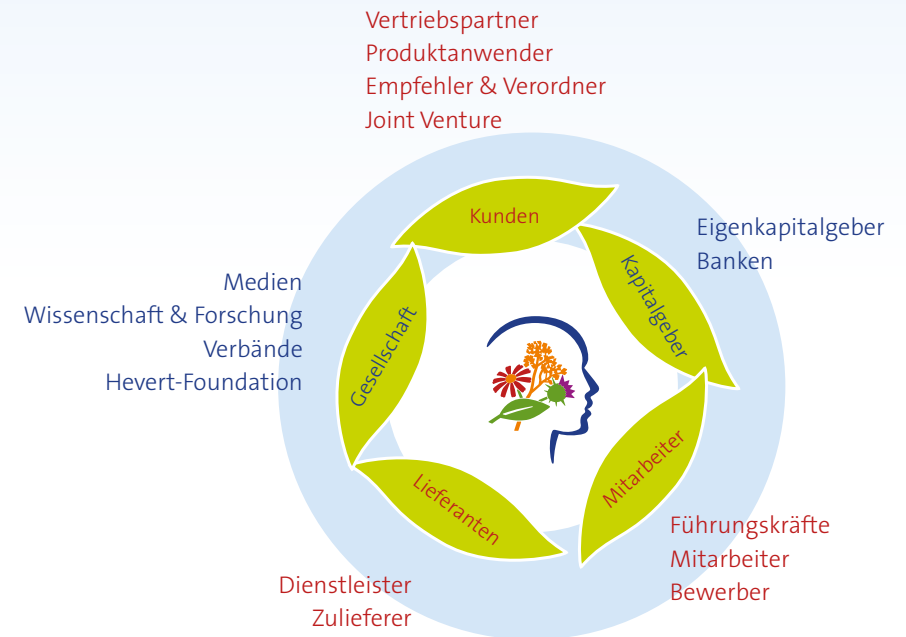 Vertriebspartner
Produktanwender
Empfehler & Verordner
Joint Venture
Kunden
Eigenkapitalgeber
Banken
Kapitalgeber
Medien
Wissenschaft & Forschung
Verbände
Hevert-Foundation
Gesellschaft
Mitarbeiter
Führungskräfte
Mitarbeiter
Bewerber
Lieferanten
Dienstleister
Zulieferer